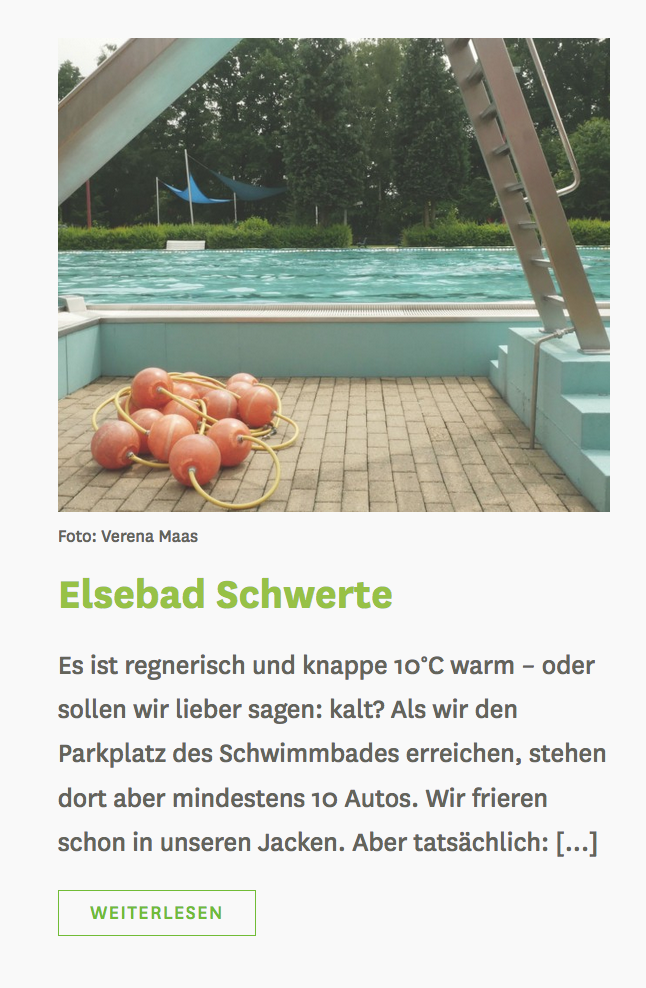 Foto: Verena Maas
Elsebad Schwerte
Es ist regnerisch und knappe 10°C warm – oder
sollen wir lieber sagen: kalt? Als wir den
Parkplatz des Schwimmbades erreichen, stehen
dort aber mindestens 10 Autos. Wir frieren
schon in unseren Jacken. Aber tatsächlich: [...]
WEITERLESEN